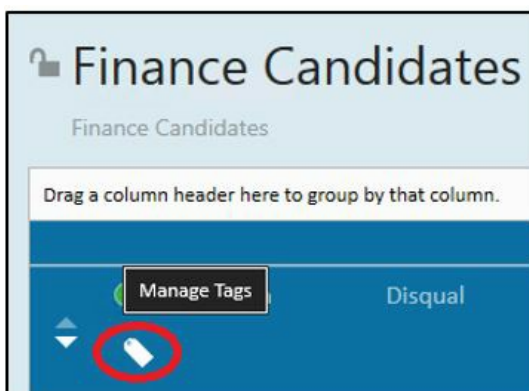 Finance Candidates
Finance Candidates
Drag a column header here to group by that column.
Manage Tags
Disqual